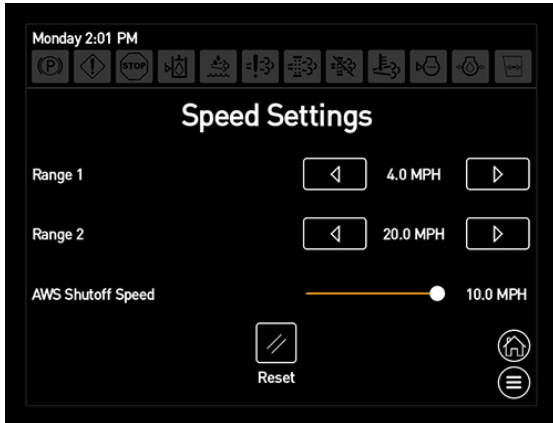 Monday 2:01 PM
(P) STOP
Speed Settings
Range 1 4.0 MPH
Range 2 20.0 MPH
AWS Shutoff Speed 10.0 MPH
Reset